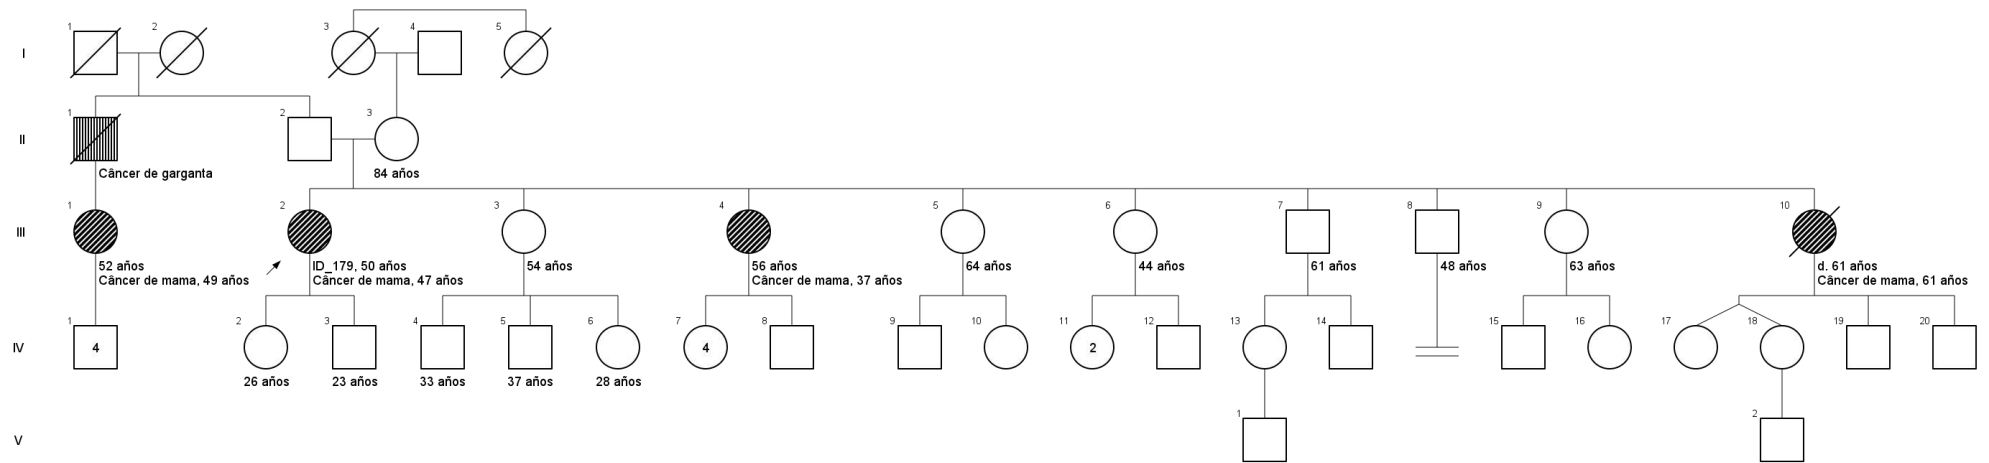 1 2 3 4 5
I
1 2 3
II
Câncer de garganta 84 años
1 2 3 4 5 6 7 8 9 10
III
52 años ID_179, 50 años 54 años 56 años 64 años 44 años 61 años 48 años 63 años d. 61 años
Câncer de mama, 49 años Câncer de mama, 47 años Câncer de mama, 37 años Câncer de mama, 61 años
1 2 3 4 5 6 7 8 9 10 11 12 13 14 15 16 17 18 19 20
IV 4 4 2
26 años 23 años 33 años 37 años 28 años
1 2
V